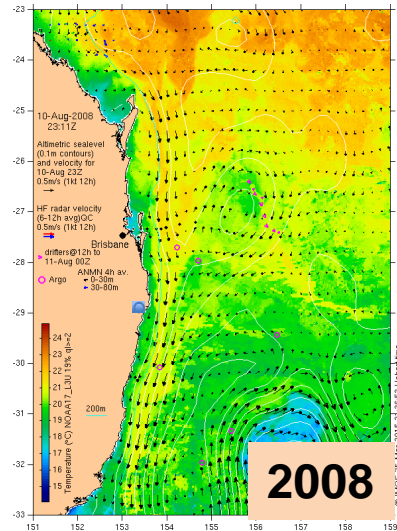 -23
-24
-25
-26
-27
-28
-29
-30
-31
-32
-33
10-Aug-2008
23:11Z
Altimetric sealevel
(0.1m contours)
and velocity for
10-Aug 23Z
0.5m/s (1kt 12h)
HF radar velocity
(6-12h avg)QC
0.5m/s (1kt 12h)
Brisbane
drifters@12h to
11-Aug 00Z
ANMN 4h av.
Argo
0-30m
30-60m
24
23
22
21
20
19
18
17
16
15
Temperature (°C) NOAA17_L3U 19% ql>=2
200m
2008
151 152 153 154 155 156 157 158 159